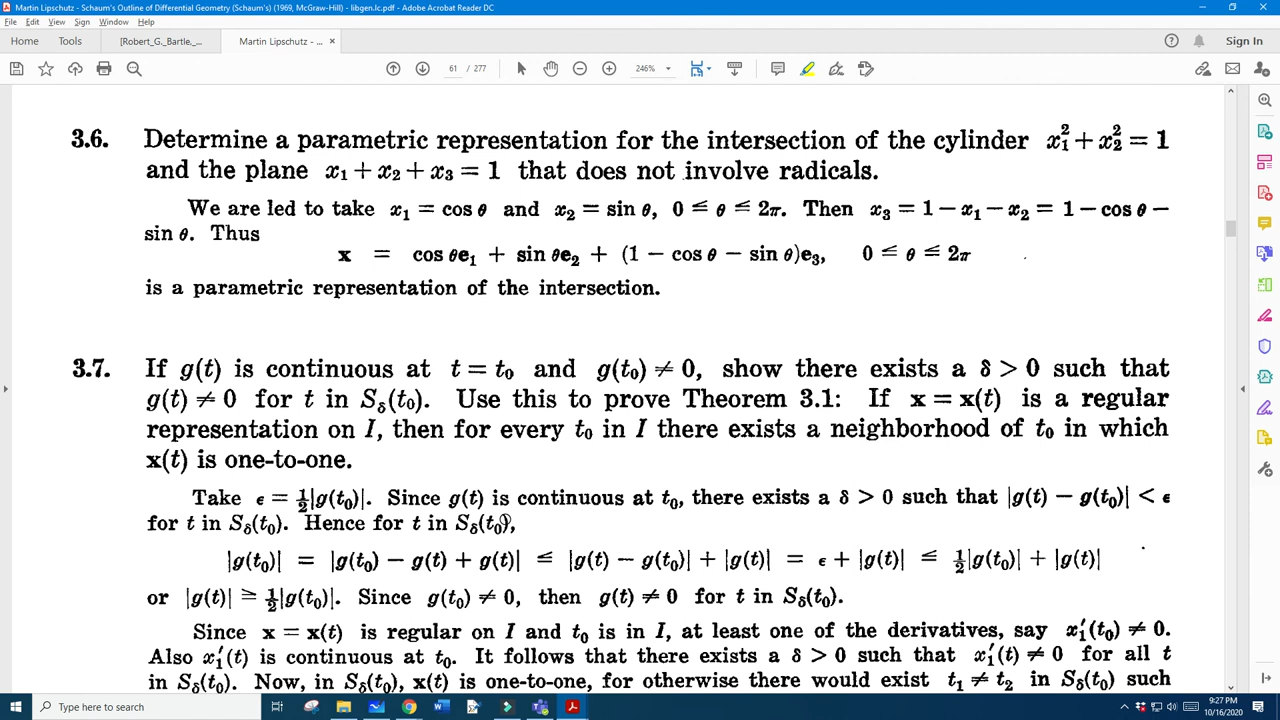 Martin Lipschutz - Schaum's Outline of Differential Geometry (Schaum's) (1969, McGraw-Hill) - libgen.lc.pdf - Adobe Acrobat Reader DC
File Edit View Sign Window Help
Home Tools [Robert_G._Bartle,_... Martin Lipschutz - ... × Sign In
61 / 277 246%
3.6. Determine a parametric representation for the intersection of the cylinder x₁² + x₂² = 1
and the plane x₁ + x₂ + x₃ = 1 that does not involve radicals.
We are led to take x₁ = cos θ and x₂ = sin θ, 0 ≤ θ ≤ 2π. Then x₃ = 1 − x₁ − x₂ = 1 − cos θ −
sin θ. Thus
x = cos θe₁ + sin θe₂ + (1 − cos θ − sin θ)e₃, 0 ≤ θ ≤ 2π
is a parametric representation of the intersection.
3.7. If g(t) is continuous at t = t₀ and g(t₀) ≠ 0, show there exists a δ > 0 such that
g(t) ≠ 0 for t in S_δ(t₀). Use this to prove Theorem 3.1: If x = x(t) is a regular
representation on I, then for every t₀ in I there exists a neighborhood of t₀ in which
x(t) is one-to-one.
Take ϵ = ½|g(t₀)|. Since g(t) is continuous at t₀, there exists a δ > 0 such that |g(t) − g(t₀)| < ϵ
for t in S_δ(t₀). Hence for t in S_δ(t₀),
|g(t₀)| = |g(t₀) − g(t) + g(t)| ≤ |g(t) − g(t₀)| + |g(t)| = ϵ + |g(t)| ≤ ½|g(t₀)| + |g(t)|
or |g(t)| ≥ ½|g(t₀)|. Since g(t₀) ≠ 0, then g(t) ≠ 0 for t in S_δ(t₀).
Since x = x(t) is regular on I and t₀ is in I, at least one of the derivatives, say x₁′(t₀) ≠ 0.
Also x₁′(t) is continuous at t₀. It follows that there exists a δ > 0 such that x₁′(t) ≠ 0 for all t
in S_δ(t₀). Now, in S_δ(t₀), x(t) is one-to-one, for otherwise there would exist t₁ ≠ t₂ in S_δ(t₀) such
Type here to search
9:27 PM
10/16/2020